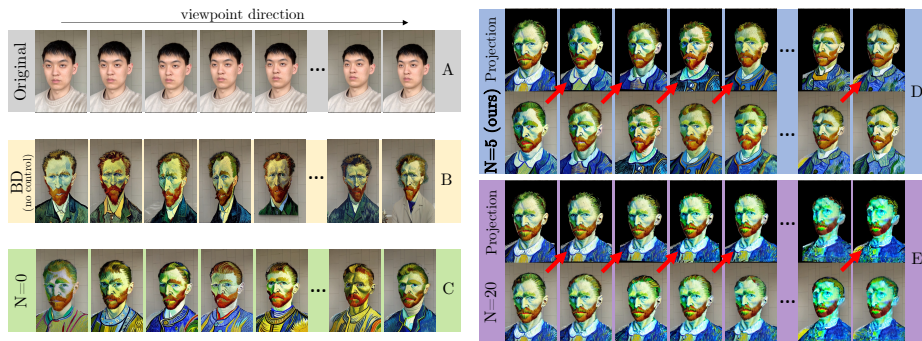 viewpoint direction
Original
...
A
BD
(no control)
...
B
N=0
...
C
Projection
...
N=5 (ours)
...
D
Projection
...
N=20
...
E